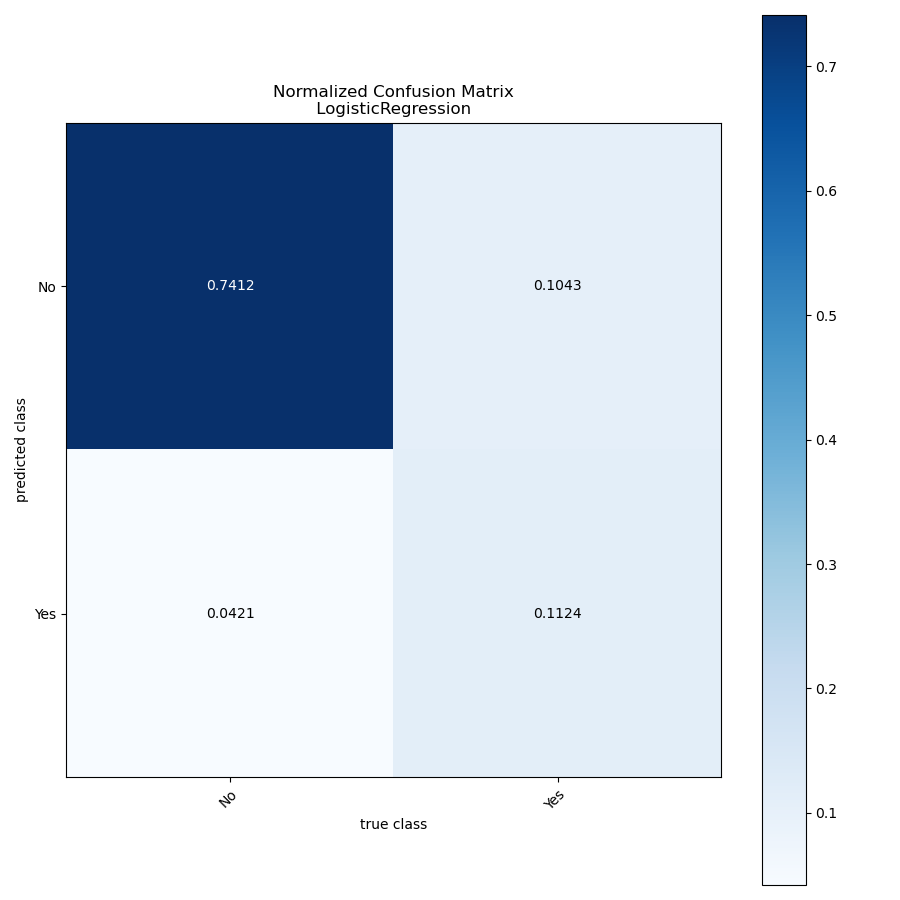 Normalized Confusion Matrix
LogisticRegression
0.7
0.6
0.5
0.4
0.3
0.2
0.1
predicted class
No
0.7412
0.1043
Yes
0.0421
0.1124
No
Yes
true class